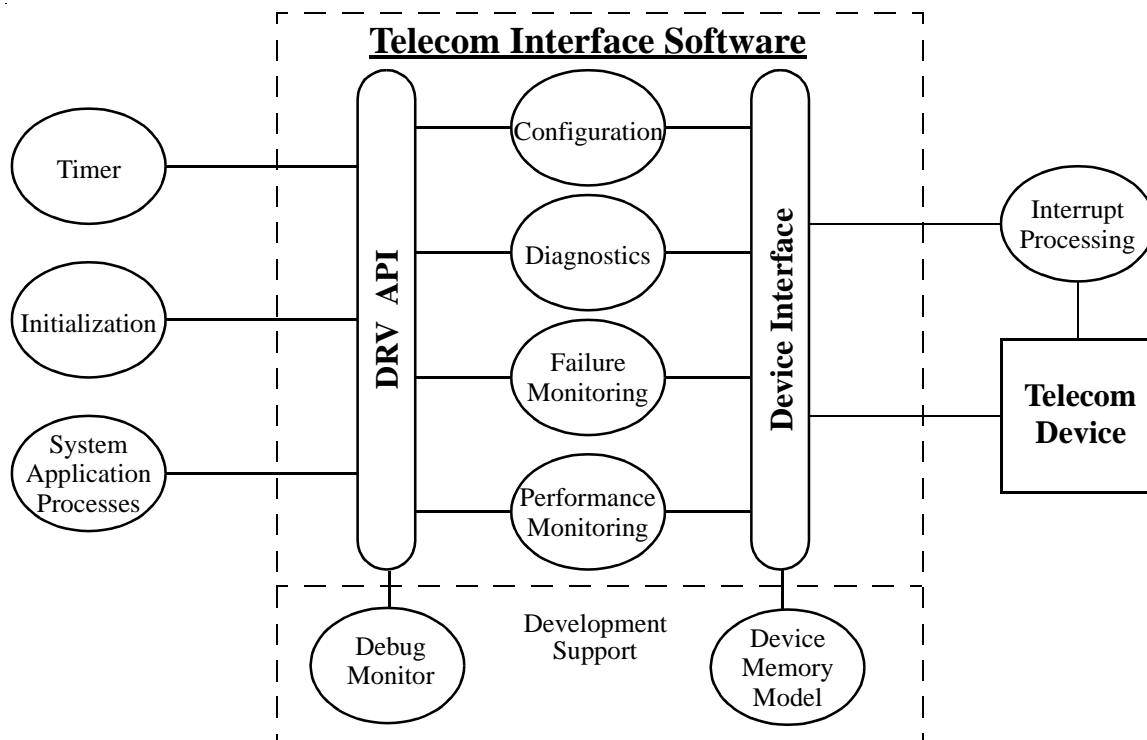 Telecom Interface Software
Timer
Initialization
System
Application
Processes
DRV API
Configuration
Diagnostics
Failure
Monitoring
Performance
Monitoring
Device Interface
Interrupt
Processing
Telecom
Device
Debug
Monitor
Development
Support
Device
Memory
Model